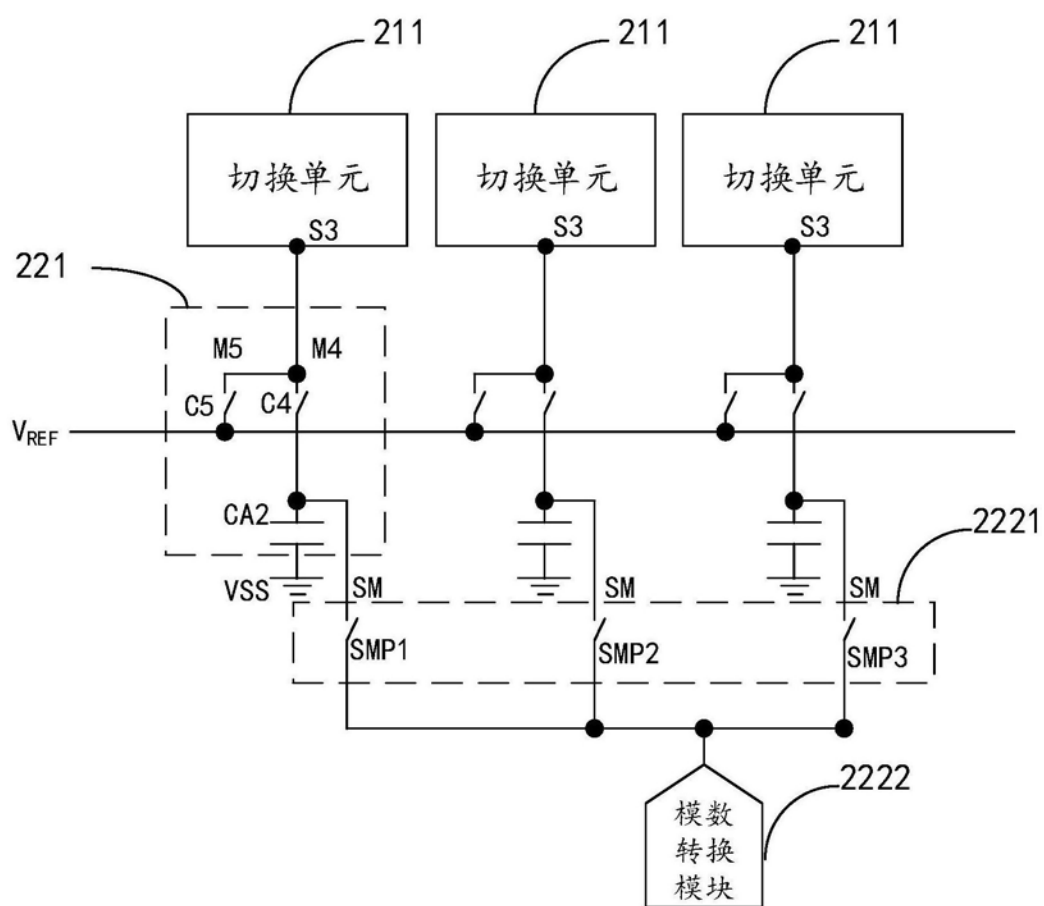 211 211 211
切换单元 切换单元 切换单元
S3 S3 S3
221
M5 M4
C5 C4
VREF
CA2
2221
VSS SM SM SM
SMP1 SMP2 SMP3
2222
模数
转换
模块